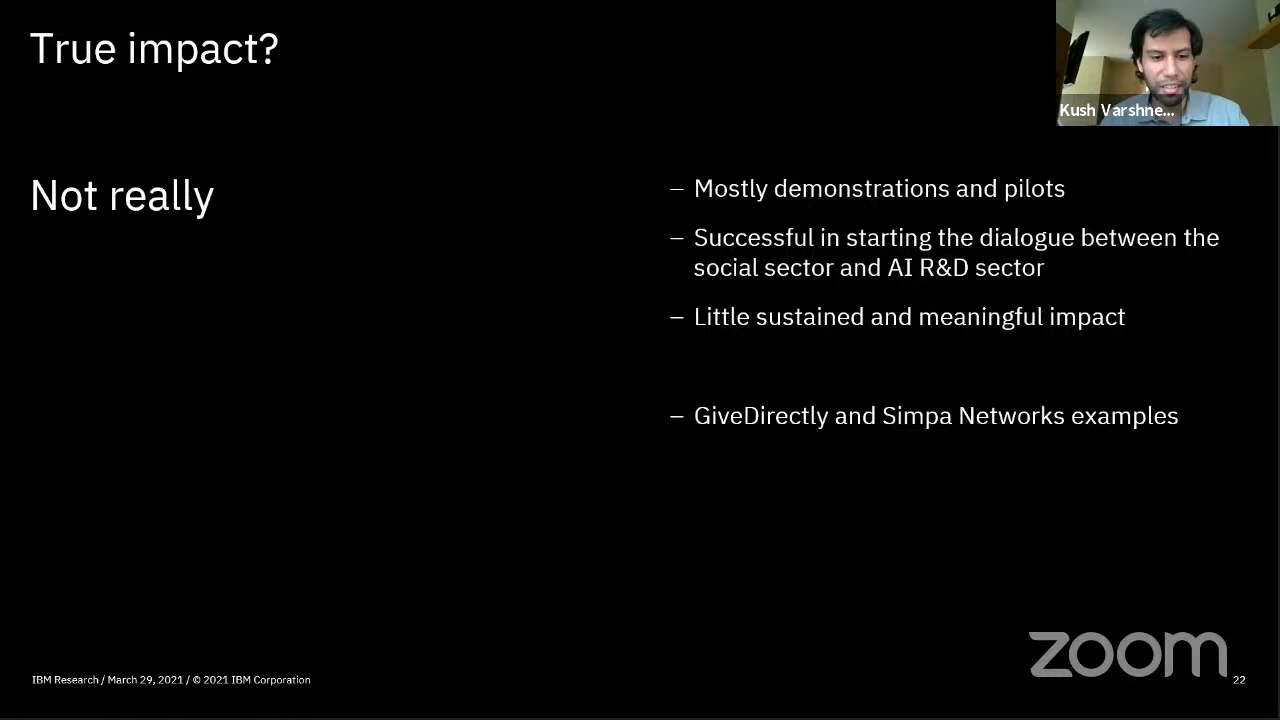 True impact?
Kush Varshne...
Not really
– Mostly demonstrations and pilots
– Successful in starting the dialogue between the
social sector and AI R&D sector
– Little sustained and meaningful impact
– GiveDirectly and Simpa Networks examples
zoom
IBM Research / March 29, 2021 / © 2021 IBM Corporation
22